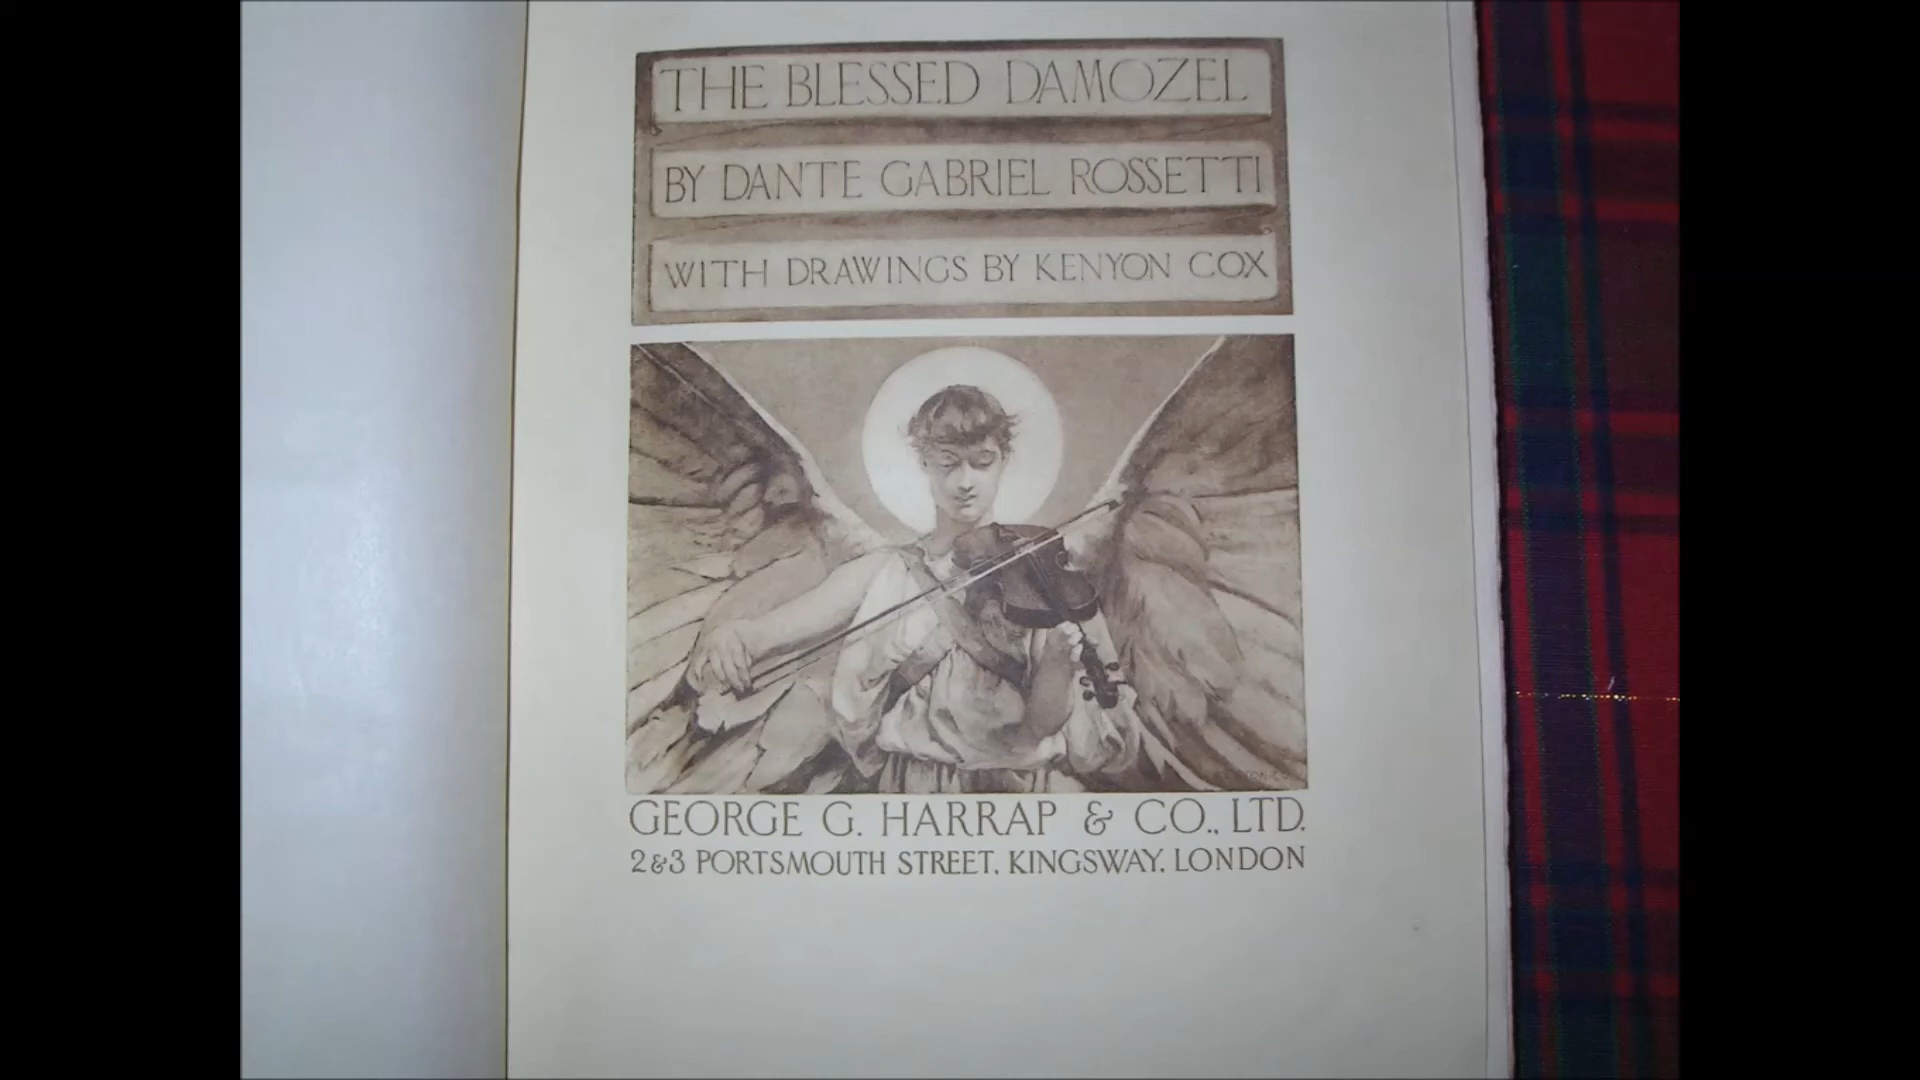 THE BLESSED DAMOZEL
BY DANTE GABRIEL ROSSETTI
WITH DRAWINGS BY KENYON COX
GEORGE G. HARRAP & CO., LTD.
2 & 3 PORTSMOUTH STREET, KINGSWAY, LONDON